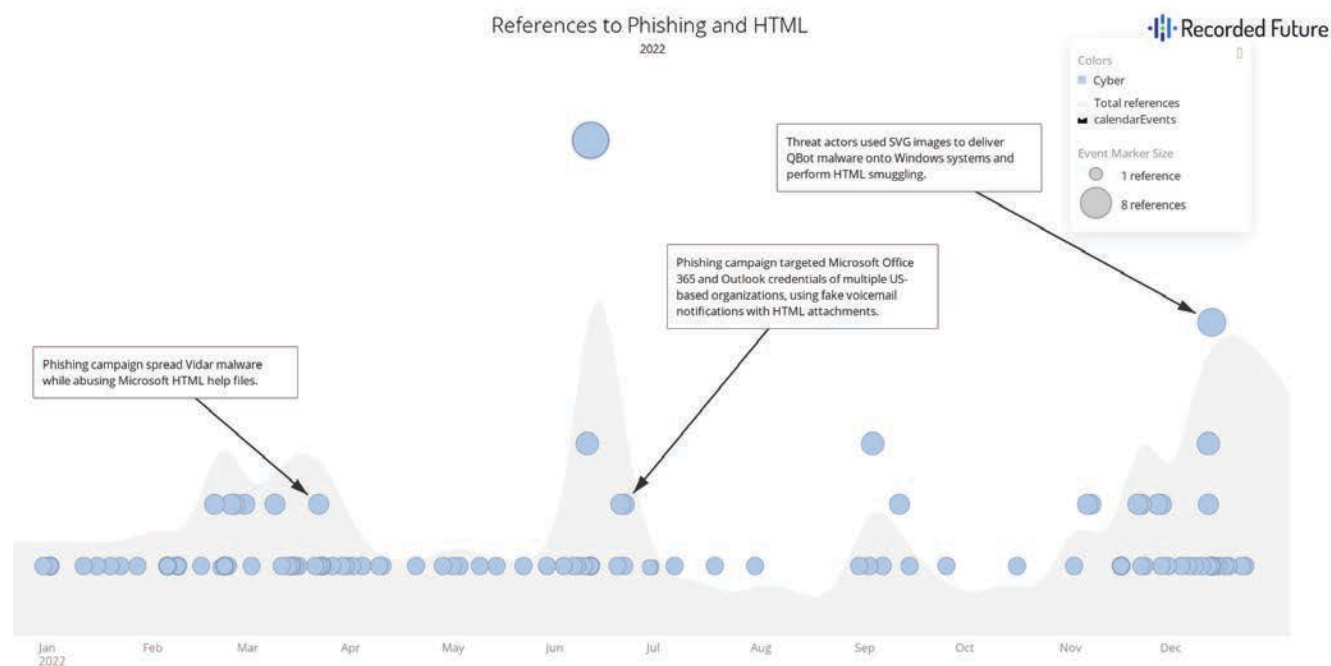 References to Phishing and HTML
2022
Recorded Future
Colors
Cyber
Total references
calendarEvents
Event Marker Size
1 reference
8 references
Threat actors used SVG images to deliver
QBot malware onto Windows systems and
perform HTML smuggling.
Phishing campaign targeted Microsoft Office
365 and Outlook credentials of multiple US-
based organizations, using fake voicemail
notifications with HTML attachments.
Phishing campaign spread Vidar malware
while abusing Microsoft HTML help files.
Jan Feb Mar Apr May Jun Jul Aug Sep Oct Nov Dec
2022